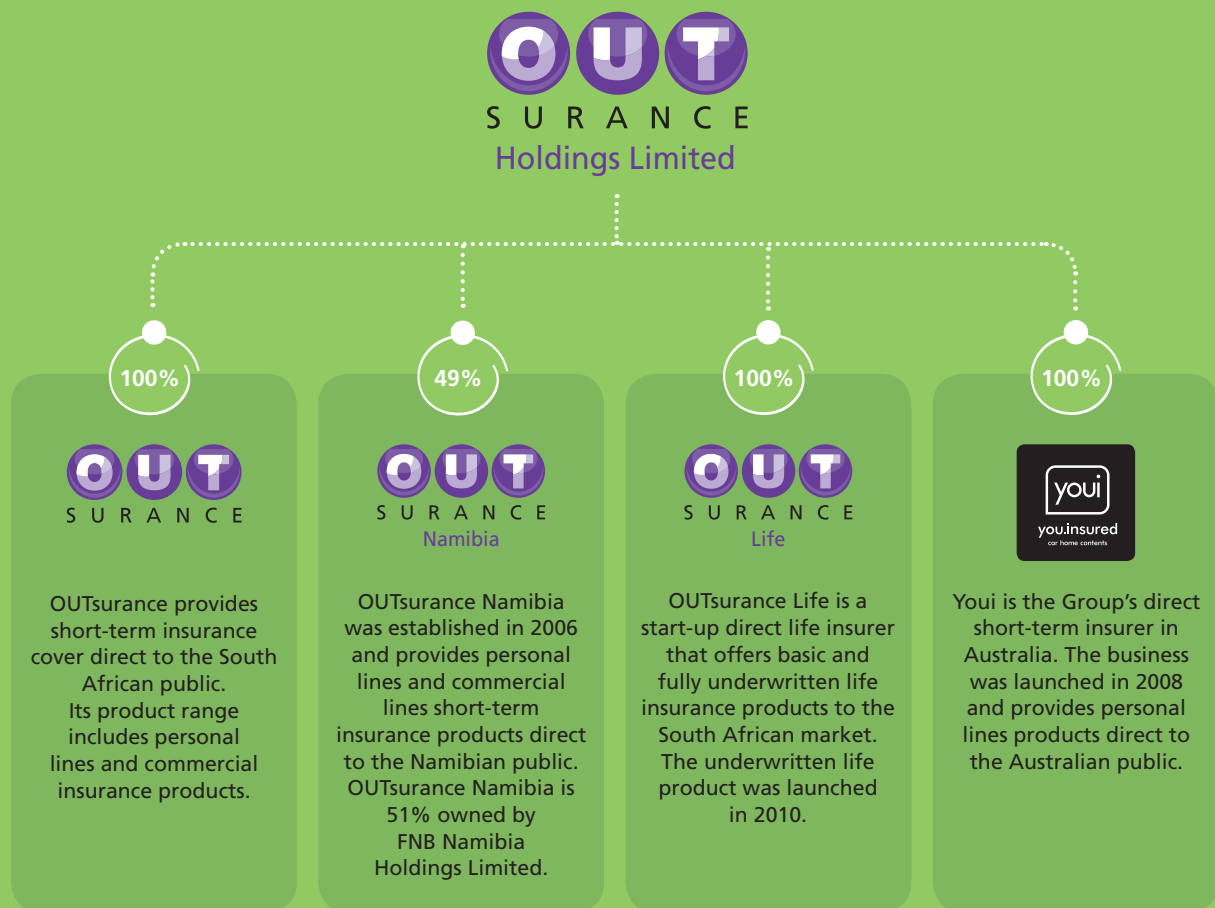 OUT
SURANCE
Holdings Limited
100%
OUT
SURANCE
OUTsurance provides
short-term insurance
cover direct to the South
African public.
Its product range
includes personal
lines and commercial
insurance products.
49%
OUT
SURANCE
Namibia
OUTsurance Namibia
was established in 2006
and provides personal
lines and commercial
lines short-term
insurance products direct
to the Namibian public.
OUTsurance Namibia is
51% owned by
FNB Namibia
Holdings Limited.
100%
OUT
SURANCE
Life
OUTsurance Life is a
start-up direct life insurer
that offers basic and
fully underwritten life
insurance products to the
South African market.
The underwritten life
product was launched
in 2010.
100%
youi
you.insured
car home contents
Youi is the Group’s direct
short-term insurer in
Australia. The business
was launched in 2008
and provides personal
lines products direct to
the Australian public.